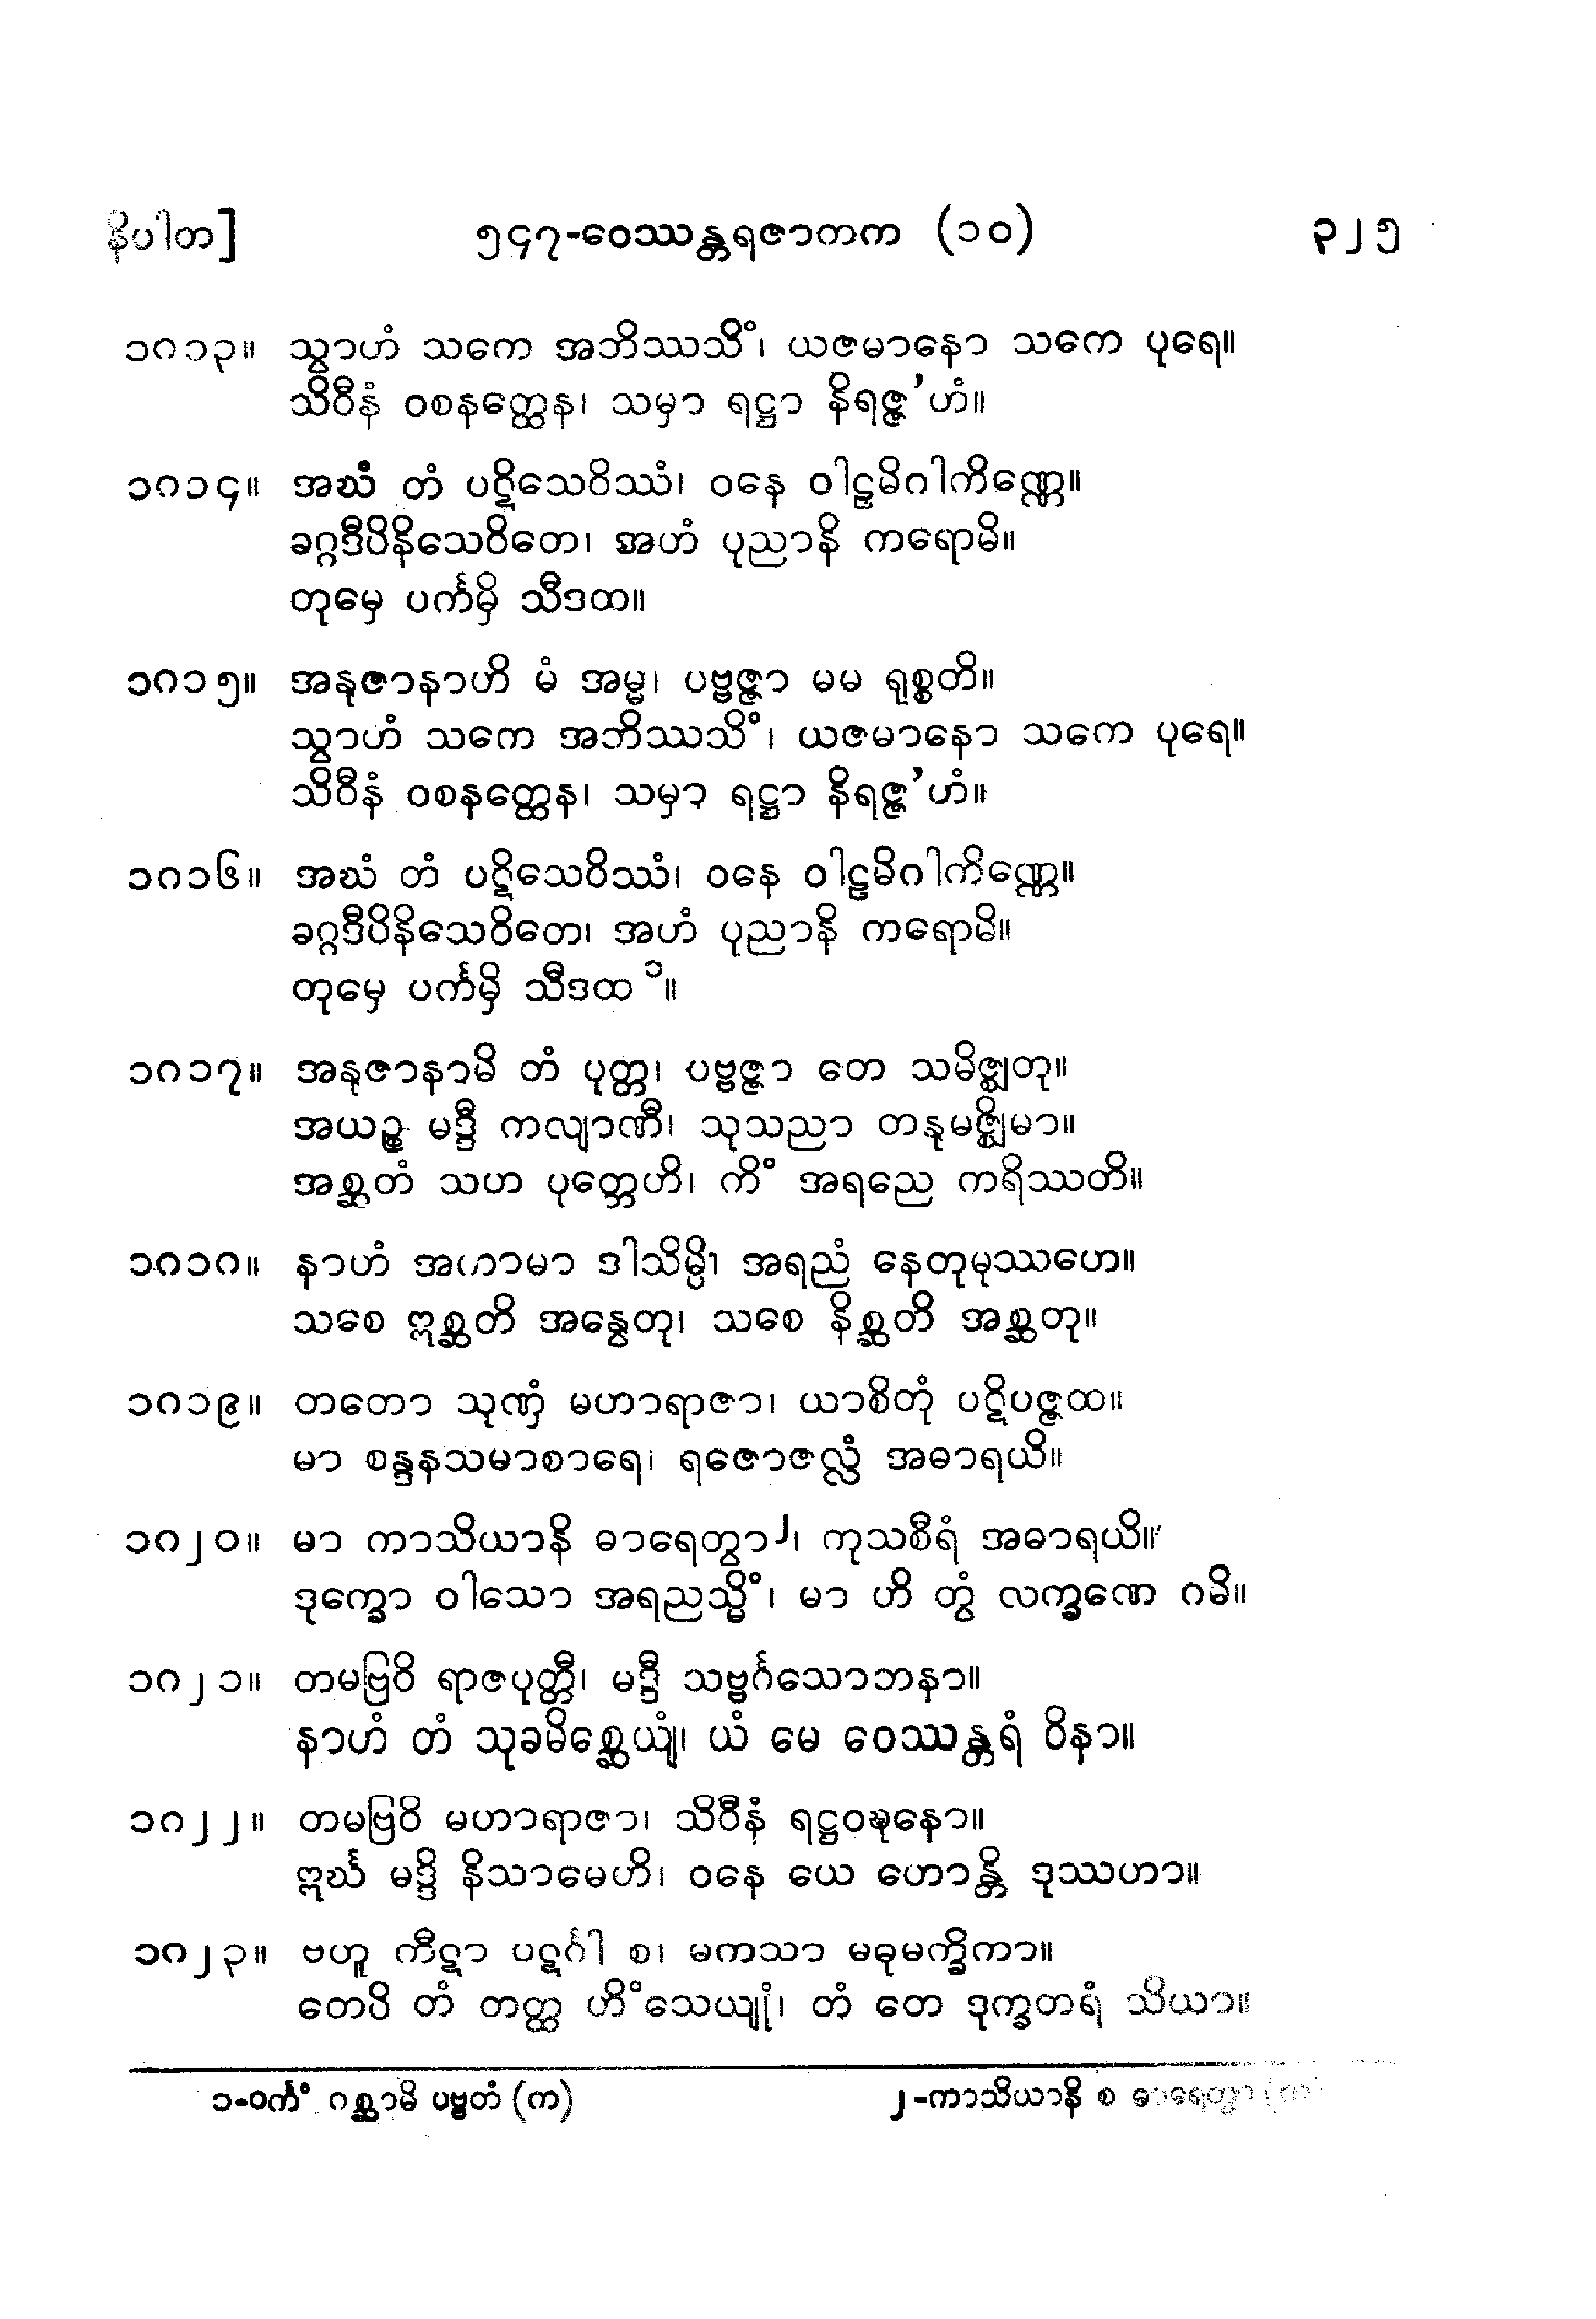 နိပါတ] ၅၄၇-ဝေဿန္တရဇာတက (၁၀) ၃၂၅
၁၈၁၃။ သွာဟံ သကေ အဘိဿသိံ၊ ယဇမာနော သကေ ပုရေ။
သိဝီနံ ဝစနတ္ထေန၊ သမှာ ရဋ္ဌာ နိရဇ္ဇ’ဟံ။
၁၈၁၄။ အဃံ တံ ပဋိသေဝိဿံ၊ ဝနေ ဝါဠမိဂါကိဏ္ဏေ။
ခဂ္ဂဒီပိနိသေဝိတေ၊ အဟံ ပုညာနိ ကရောမိ။
တုမှေ ပင်္ကမှိ သီဒထ။
၁၈၁၅။ အနုဇာနာဟိ မံ အမ္မ၊ ပဗ္ဗဇ္ဇာ မမ ရုစ္စတိ။
သွာဟံ သကေ အဘိဿသိံ၊ ယဇမာနော သကေ ပုရေ။
သိဝီနံ ဝစနတ္ထေန၊ သမှာ ရဋ္ဌာ နိရဇ္ဇ’ဟံ။
၁၈၁၆။ အဃံ တံ ပဋိသေဝိဿံ၊ ဝနေ ဝါဠမိဂါကိဏ္ဏေ။
ခဂ္ဂဒီပိနိသေဝိတေ၊ အဟံ ပုညာနိ ကရောမိ။
တုမှေ ပင်္ကမှိ သီဒထ ၁။
၁၈၁၇။ အနုဇာနာမိ တံ ပုတ္တ၊ ပဗ္ဗဇ္ဇာ တေ သမိဇ္ဈတု။
အယဉ္စ မဒ္ဒီ ကလျာဏီ၊ သုသညာ တနုမဇ္ဈိမာ။
အစ္ဆတံ သဟ ပုတ္တေဟိ၊ ကိံ အရညေ ကရိဿတိ။
၁၈၁၈။ နာဟံ အကာမာ ဒါသိမ္ပိ၊ အရညံ နေတုမုဿဟေ။
သစေ ဣစ္ဆတိ အနွေတု၊ သစေ နိစ္ဆတိ အစ္ဆတု။
၁၈၁၉။ တတော သုဏှံ မဟာရာဇာ၊ ယာစိတုံ ပဋိပဇ္ဇထ။
မာ စန္ဒနသမာစာရေ၊ ရဇောဇလ္လံ အဓာရယိ။
၁၈၂၀။ မာ ကာသိယာနိ ဓာရေတွာ၂၊ ကုသစီရံ အဓာရယိ။
ဒုက္ခော ဝါသော အရညသ္မိံ၊ မာ ဟိ တွံ လက္ခဏေ ဂမိ။
၁၈၂၁။ တမဗြဝိ ရာဇပုတ္တီ၊ မဒ္ဒီ သဗ္ဗင်္ဂသောဘနာ။
နာဟံ တံ သုခမိစ္ဆေယျံ၊ ယံ မေ ဝေဿန္တရံ ဝိနာ။
၁၈၂၂။ တမဗြဝိ မဟာရာဇာ၊ သိဝီနံ ရဋ္ဌဝဍ္ဎနော။
ဣင်္ဃ မဒ္ဒိ နိသာမေဟိ၊ ဝနေ ယေ ဟောန္တိ ဒုဿဟာ။
၁၈၂၃။ ဗဟူ ကီဋာ ပဋင်္ဂါ စ၊ မကသာ မဓုမက္ခိကာ။
တေပိ တံ တတ္ထ ဟိံသေယျုံ၊ တံ တေ ဒုက္ခတရံ သိယာ။
၁-ဝင်္ကံ ဂစ္ဆာမိ ပဗ္ဗတံ (က) ၂-ကာသိယာနိ စ ဓာရေတွာ (က)